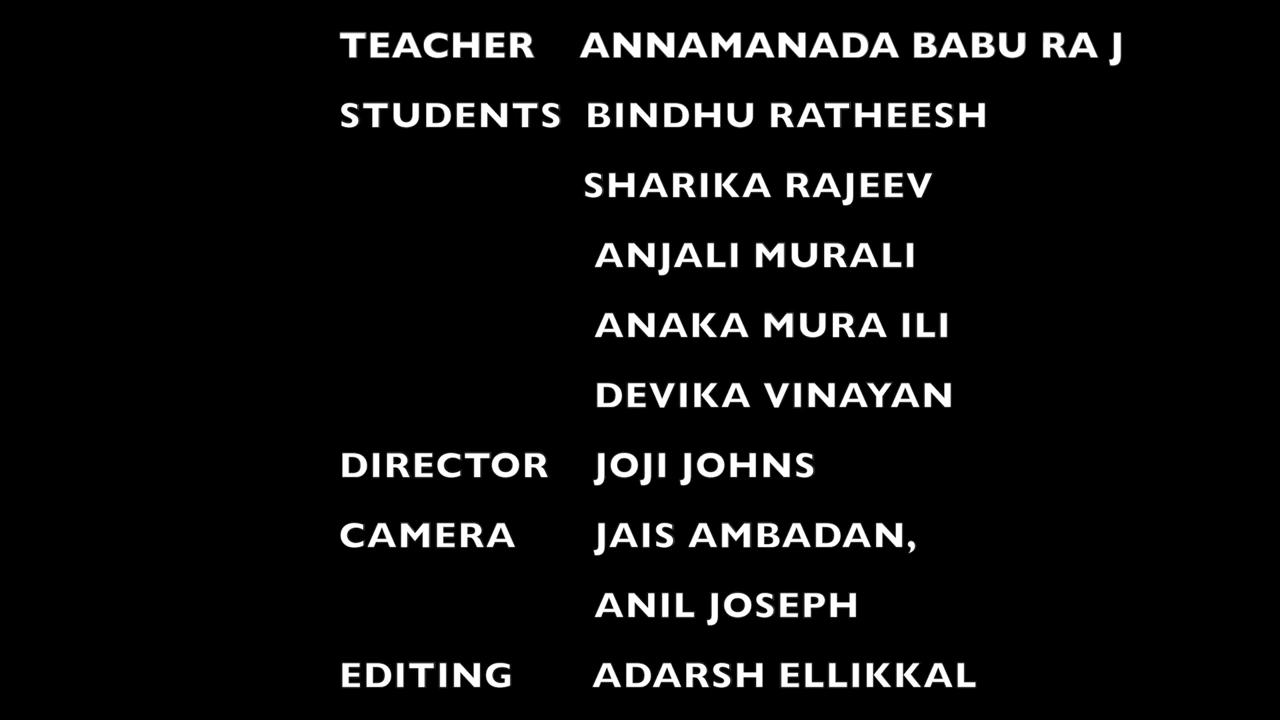 TEACHER ANNAMANADA BABU RA J
STUDENTS BINDHU RATHEESH
SHARIKA RAJEEV
ANJALI MURALI
ANAKA MURA ILI
DEVIKA VINAYAN
DIRECTOR JOJI JOHNS
CAMERA JAIS AMBADAN,
ANIL JOSEPH
EDITING ADARSH ELLIKKAL